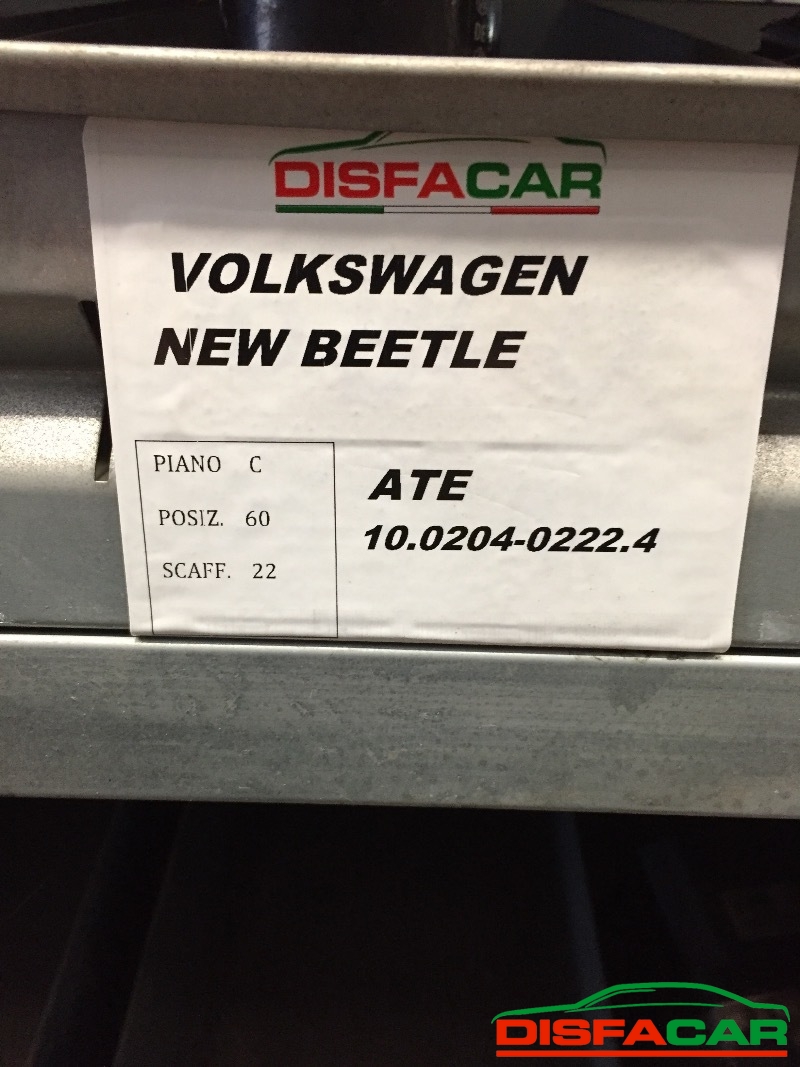 DISFACAR
VOLKSWAGEN
NEW BEETLE
PIANO C
POSIZ. 60
SCAFF. 22
ATE
10.0204-0222.4
DISFACAR